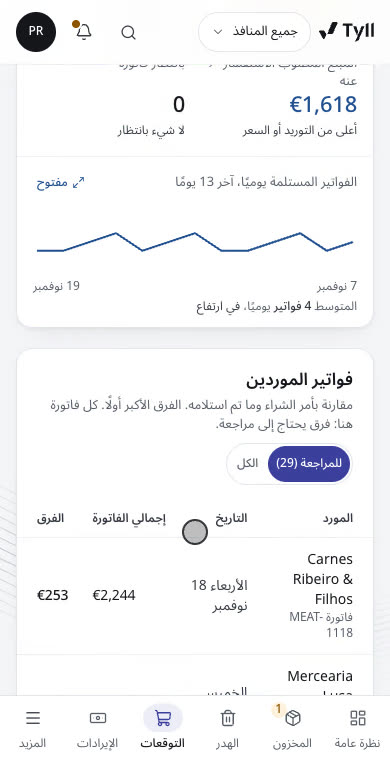 Tyll
جميع المنافذ
PR
عنه
€1,618
0
أعلى من التوريد أو السعر
لا شيء بانتظار
الفواتير المستلمة يوميًا، آخر 13 يومًا
مفتوح
7 نوفمبر
19 نوفمبر
المتوسط 4 فواتير يوميًا، في ارتفاع
فواتير الموردين
مقارنة بأمر الشراء وما تم استلامه. الفرق الأكبر أولًا. كل فاتورة
هنا: فرق يحتاج إلى مراجعة.
للمراجعة (29)
الكل
المورد
التاريخ
إجمالي الفاتورة
الفرق
Carnes
Ribeiro &
Filhos
فاتورة MEAT-
1118
الأربعاء 18
نوفمبر
€2,244
€253
Mercearia
الخميس
نظرة عامة
المخزون
1
الهدر
التوقعات
الإيرادات
المزيد